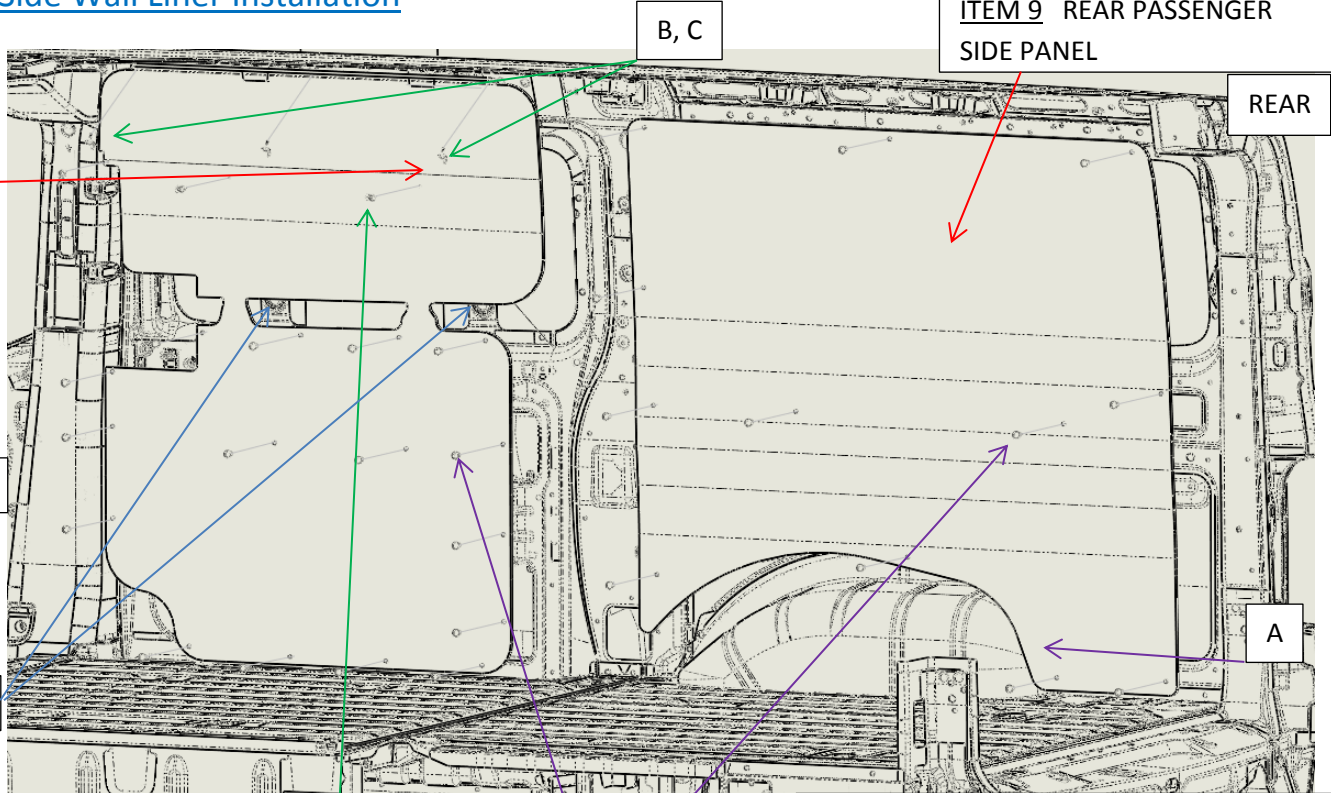 Side Wall Liner Installation
B, C
ITEM 9 REAR PASSENGER
SIDE PANEL
REAR
A